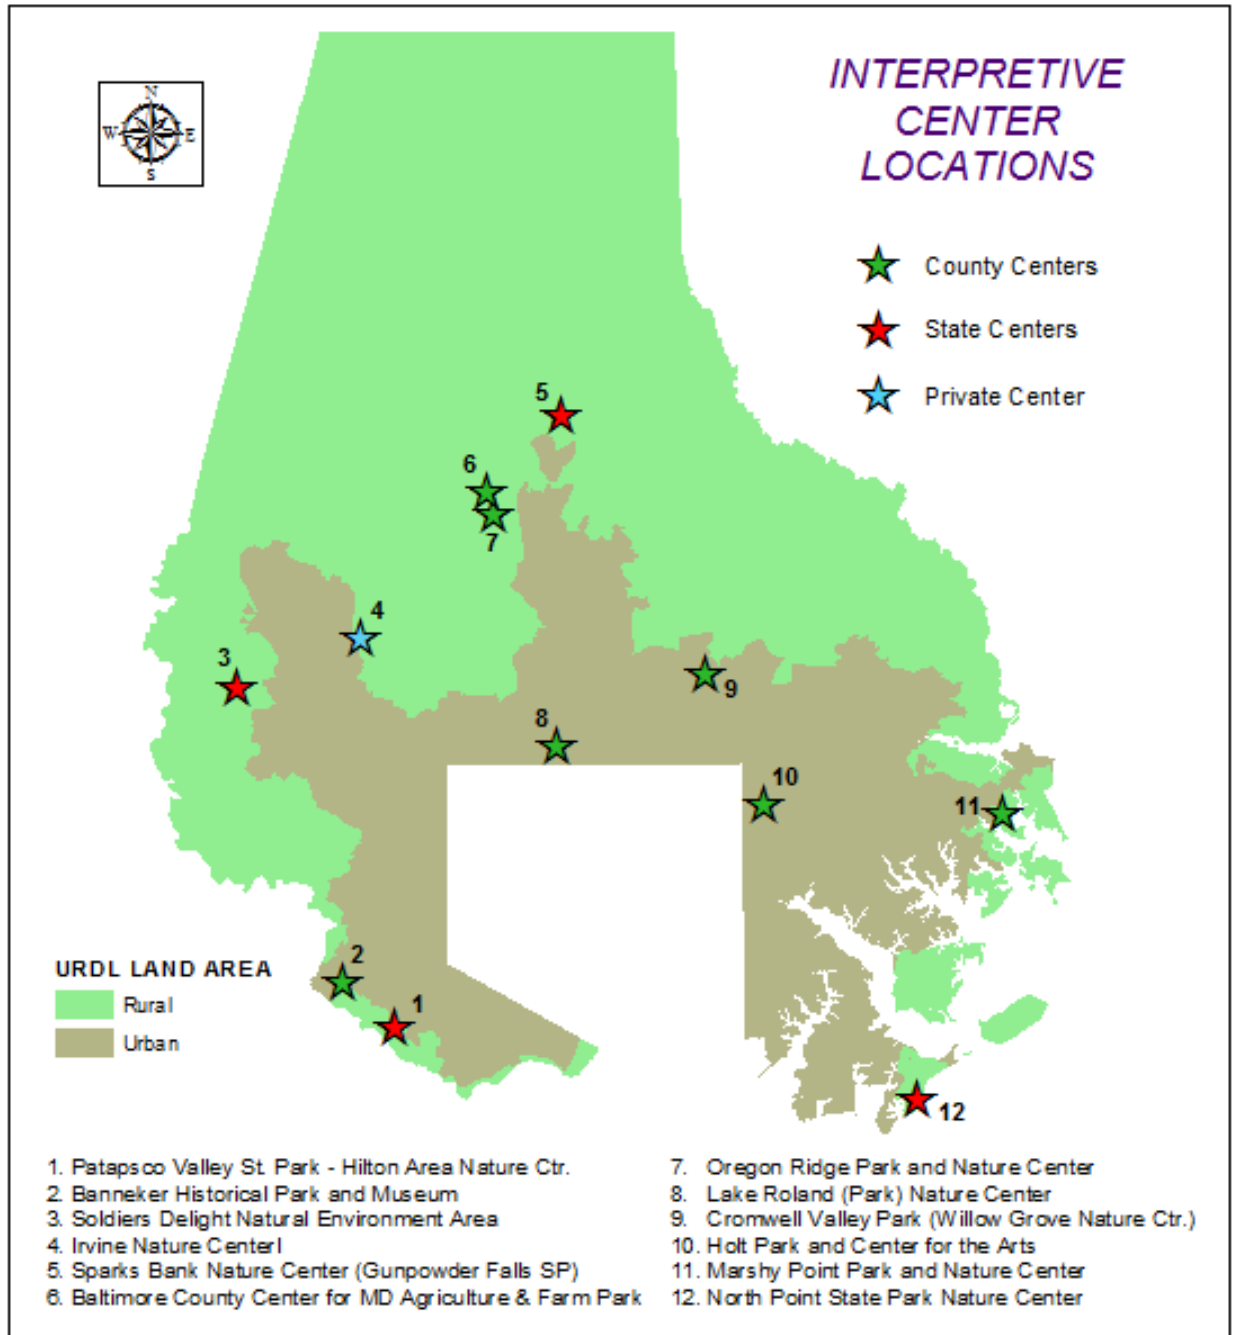 INTERPRETIVE
CENTER
LOCATIONS
N
W E
S
County Centers
State Centers
Private Center
5
6
7
4
3
9
8
10
11
2
1
12
URDL LAND AREA
Rural
Urban
1. Patapsco Valley St. Park - Hilton Area Nature Ctr.
2. Banneker Historical Park and Museum
3. Soldiers Delight Natural Environment Area
4. Irvine Nature Centerl
5. Sparks Bank Nature Center (Gunpowder Falls SP)
6. Baltimore County Center for MD Agriculture & Farm Park
7. Oregon Ridge Park and Nature Center
8. Lake Roland (Park) Nature Center
9. Cromwell Valley Park (Willow Grove Nature Ctr.)
10. Holt Park and Center for the Arts
11. Marshy Point Park and Nature Center
12. North Point State Park Nature Center